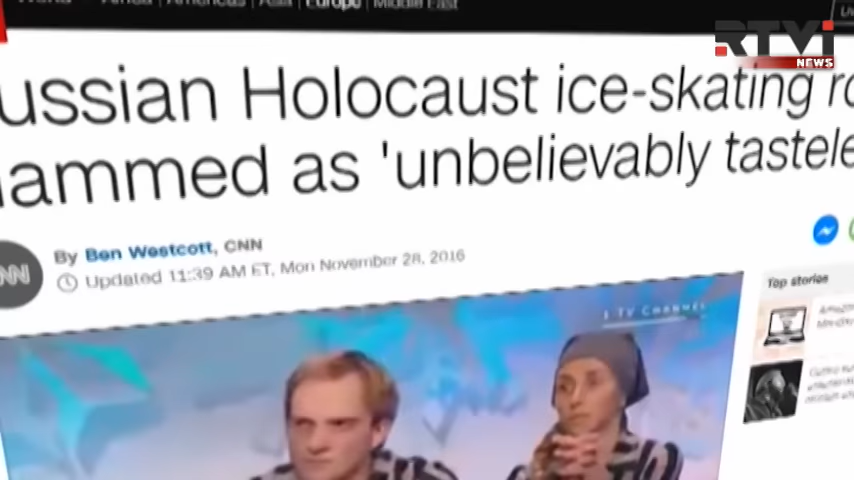 Africa | Americas | Asia | Europe | Middle East
RTVi
NEWS
ussian Holocaust ice-skating ro
ammed as 'unbelievably tastele
By Ben Westcott, CNN
Updated 11:39 AM ET, Mon November 28, 2016
Top stories
1 TV CHANNEL